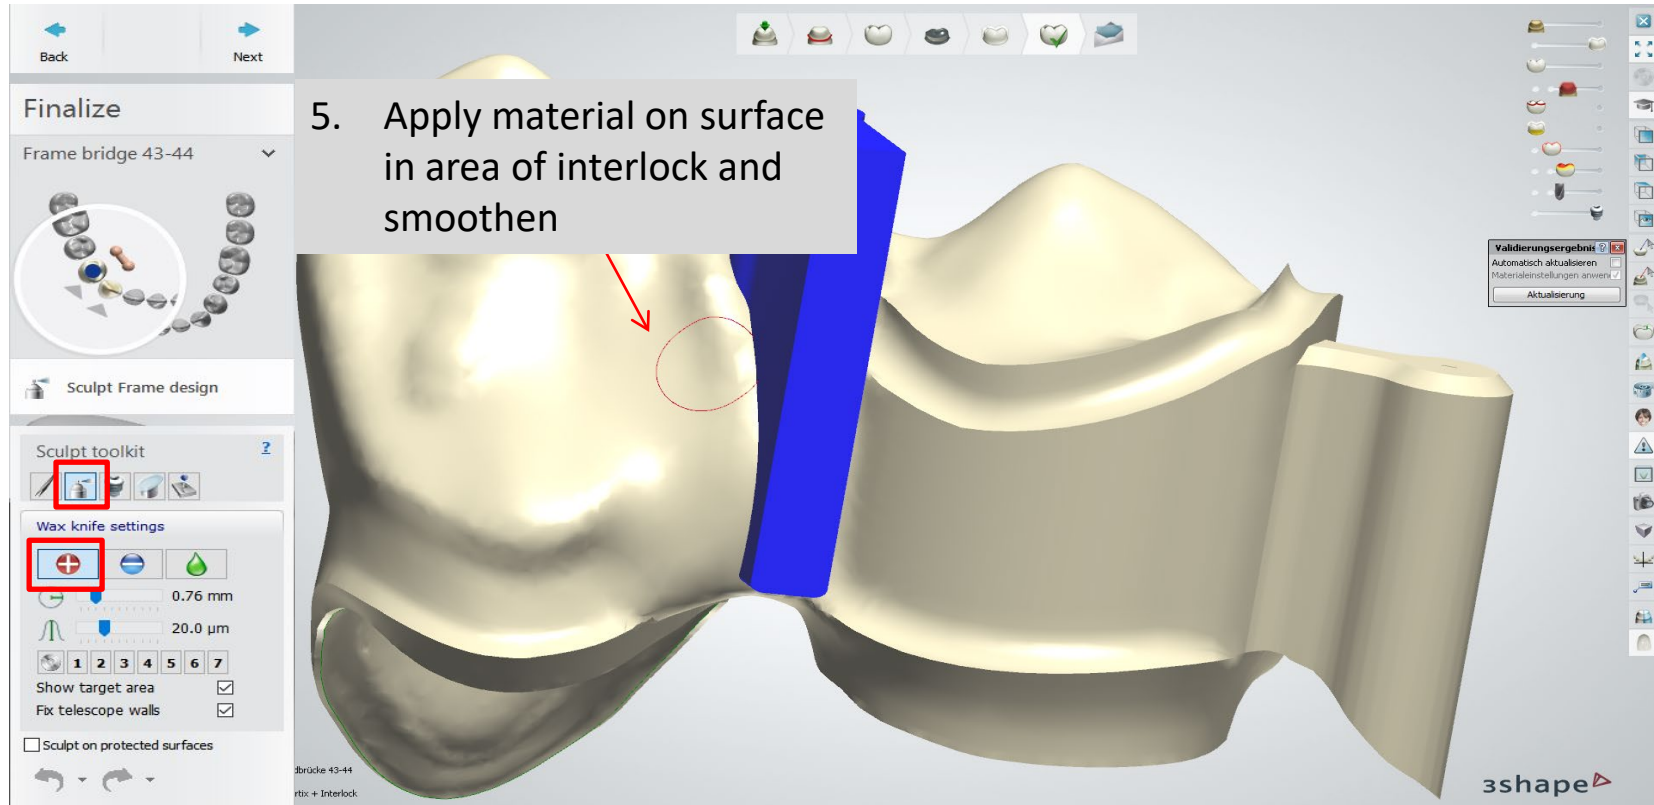 Back
Next
Finalize
Frame bridge 43-44
5. Apply material on surface
in area of interlock and
smoothen
Validierungsergebnis
Automatisch aktualisieren
Materialeinstellungen anwen
Aktualisierung
Sculpt Frame design
Sculpt toolkit ?
Wax knife settings
0.76 mm
20.0 µm
1 2 3 4 5 6 7
Show target area
Fix telescope walls
Sculpt on protected surfaces
dbrücke 43-44
rtix + Interlock
3shape